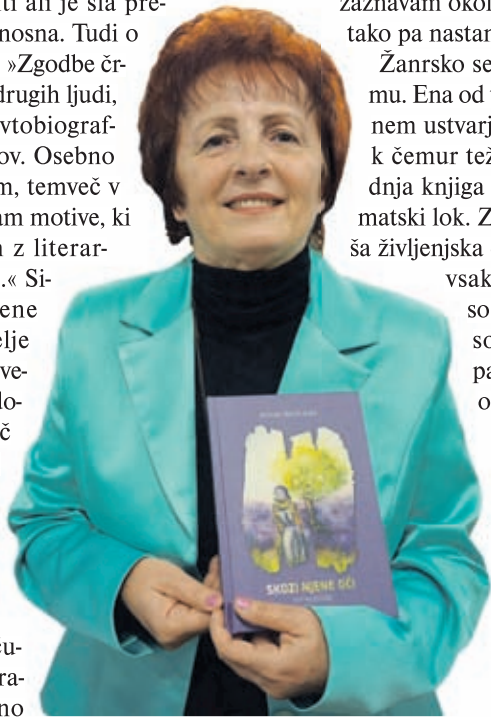 ti ali je šla pre-
nosna. Tudi o
»Zgodbe čr-
drugih ljudi,
vtobiograf-
ov. Osebno
m, temveč v
am motive, ki
z literar-
.« Si-
ene
elje
ve-
lo-
č
ču-
ra-
no
zaznavam okol
tako pa nastan
Žanrsko se
mu. Ena od
nem ustvarj
k čemur tež
dnja knjiga
matski lok. Z
ša življenjska
vsak
so
so
pa
o
SKOZI NJENE OČI